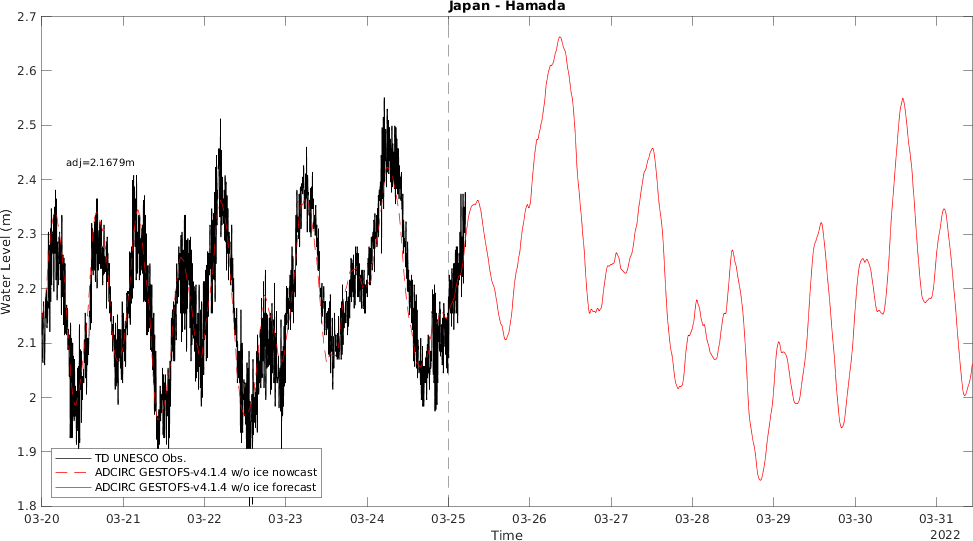 Japan - Hamada
2.7
2.6
2.5
2.4
2.3
2.2
2.1
2
1.9
1.8
Water Level (m)
adj=2.1679m
TD UNESCO Obs.
ADCIRC GESTOFS-v4.1.4 w/o ice nowcast
ADCIRC GESTOFS-v4.1.4 w/o ice forecast
03-20 03-21 03-22 03-23 03-24 03-25 03-26 03-27 03-28 03-29 03-30 03-31
Time
2022